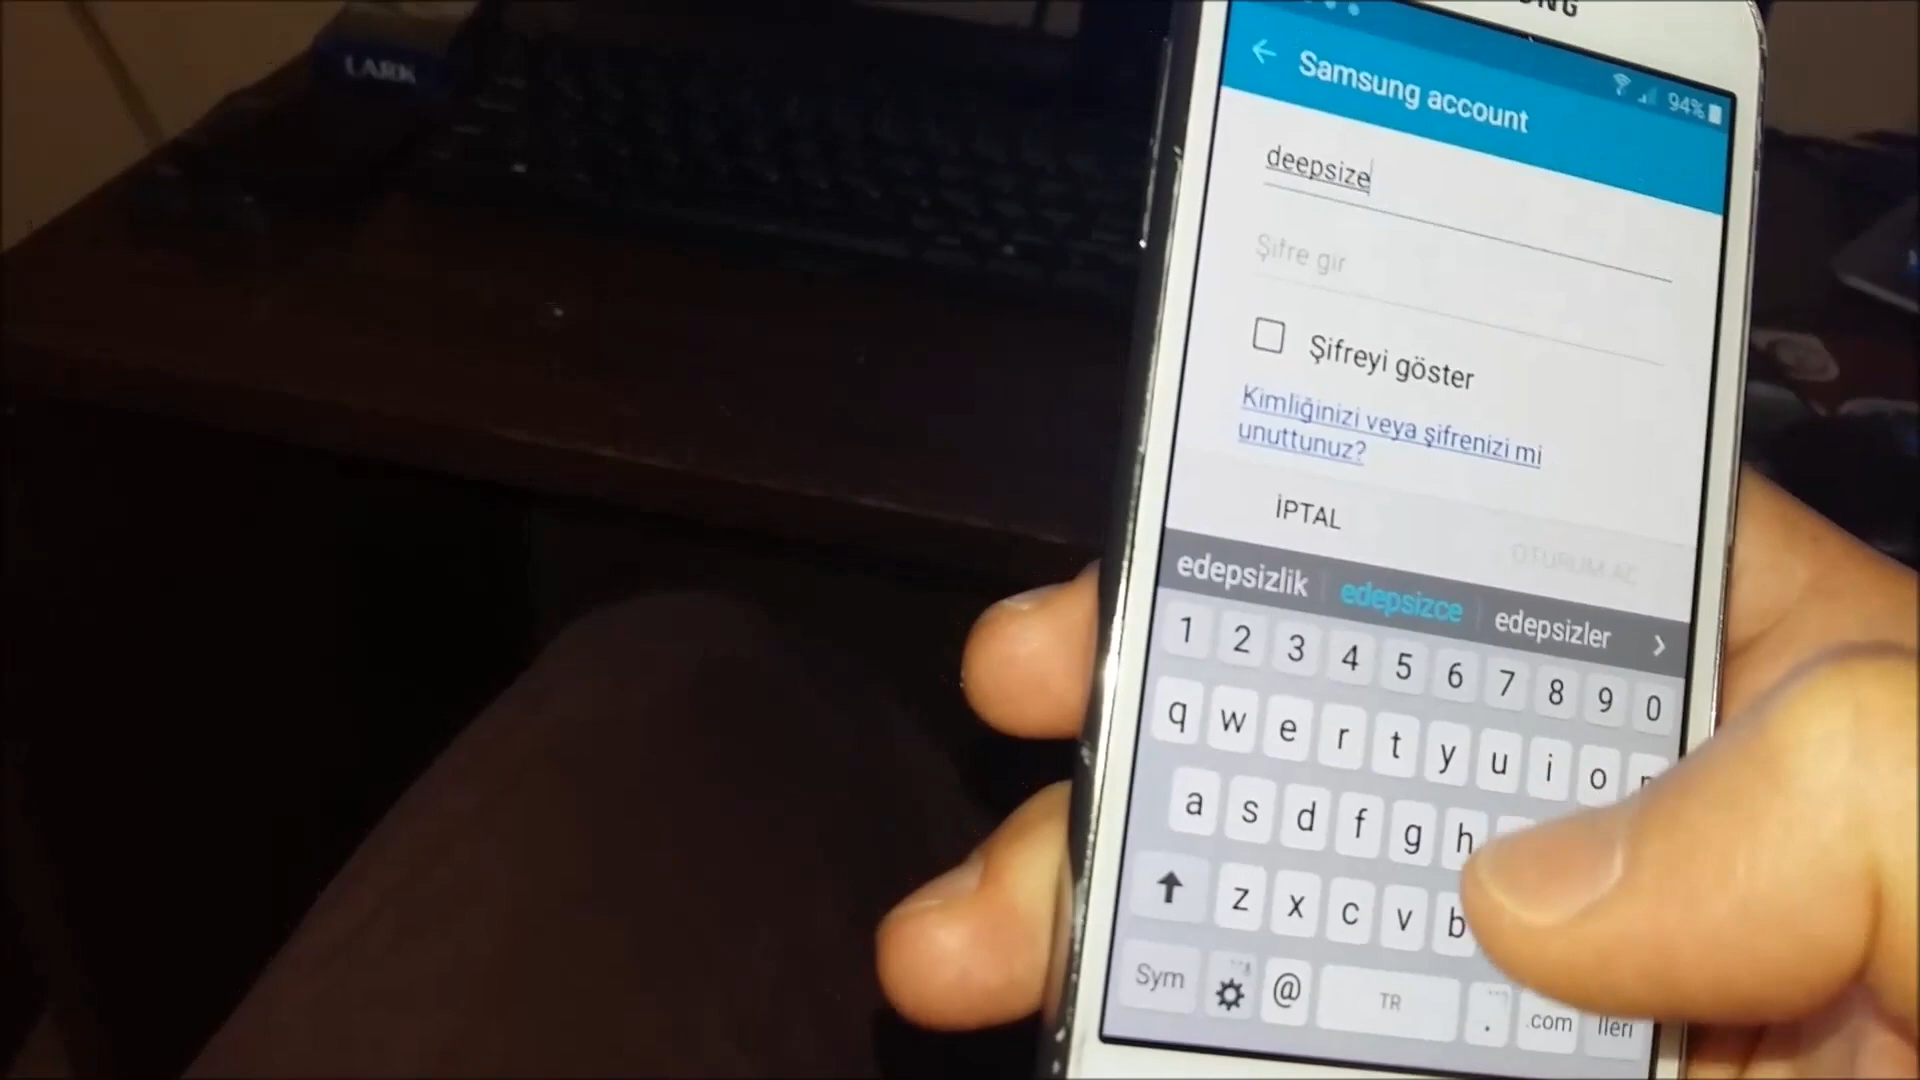 LARK
94%
Samsung account
deepsize
Şifre gir
Şifreyi göster
Kimliğinizi veya şifrenizi mi
unuttunuz?
İPTAL
OTURUM AÇ
edepsizlik edepsizce edepsizler
1 2 3 4 5 6 7 8 9 0
q w e r t y u i o
a s d f g h
z x c v b
Sym @ TR . .com İleri